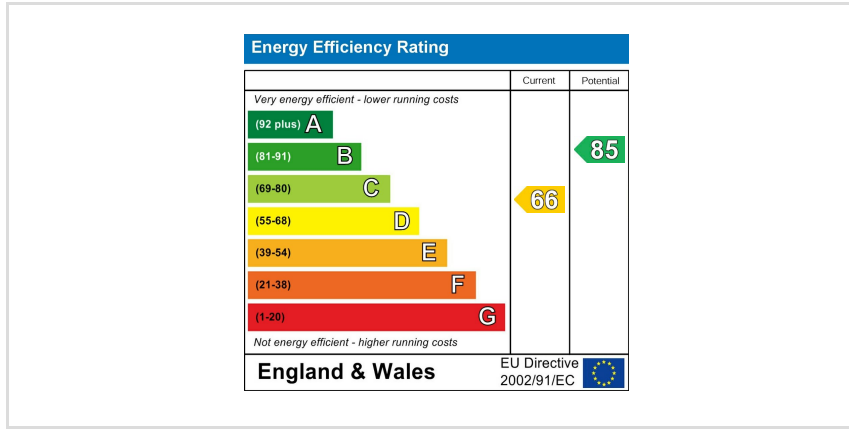 Energy Efficiency Rating
Current Potential
Very energy efficient - lower running costs
(92 plus) A
(81-91) B 85
(69-80) C
66
(55-68) D
(39-54) E
(21-38) F
(1-20) G
Not energy efficient - higher running costs
England & Wales
EU Directive
2002/91/EC